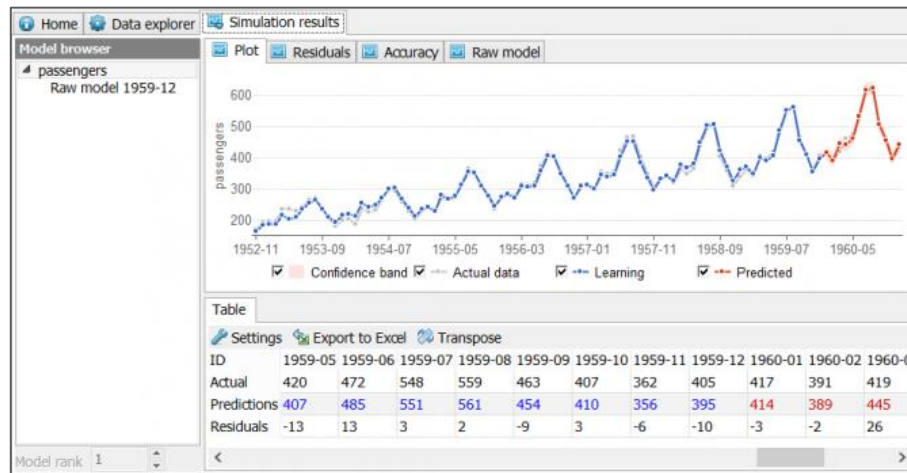 Home Data explorer Simulation results
Model browser
passengers
Raw model 1959-12
Plot Residuals Accuracy Raw model
600
500
400
300
200
passengers
1952-11 1953-09 1954-07 1955-05 1956-03 1957-01 1957-11 1958-09 1959-07 1960-05
Confidence band Actual data Learning Predicted
Table
Settings Export to Excel Transpose
ID 1959-05 1959-06 1959-07 1959-08 1959-09 1959-10 1959-11 1959-12 1960-01 1960-02 1960-0
Actual 420 472 548 559 463 407 362 405 417 391 419
Predictions 407 485 551 561 454 410 356 395 414 389 445
Residuals -13 13 3 2 -9 3 -6 -10 -3 -2 26
Model rank 1